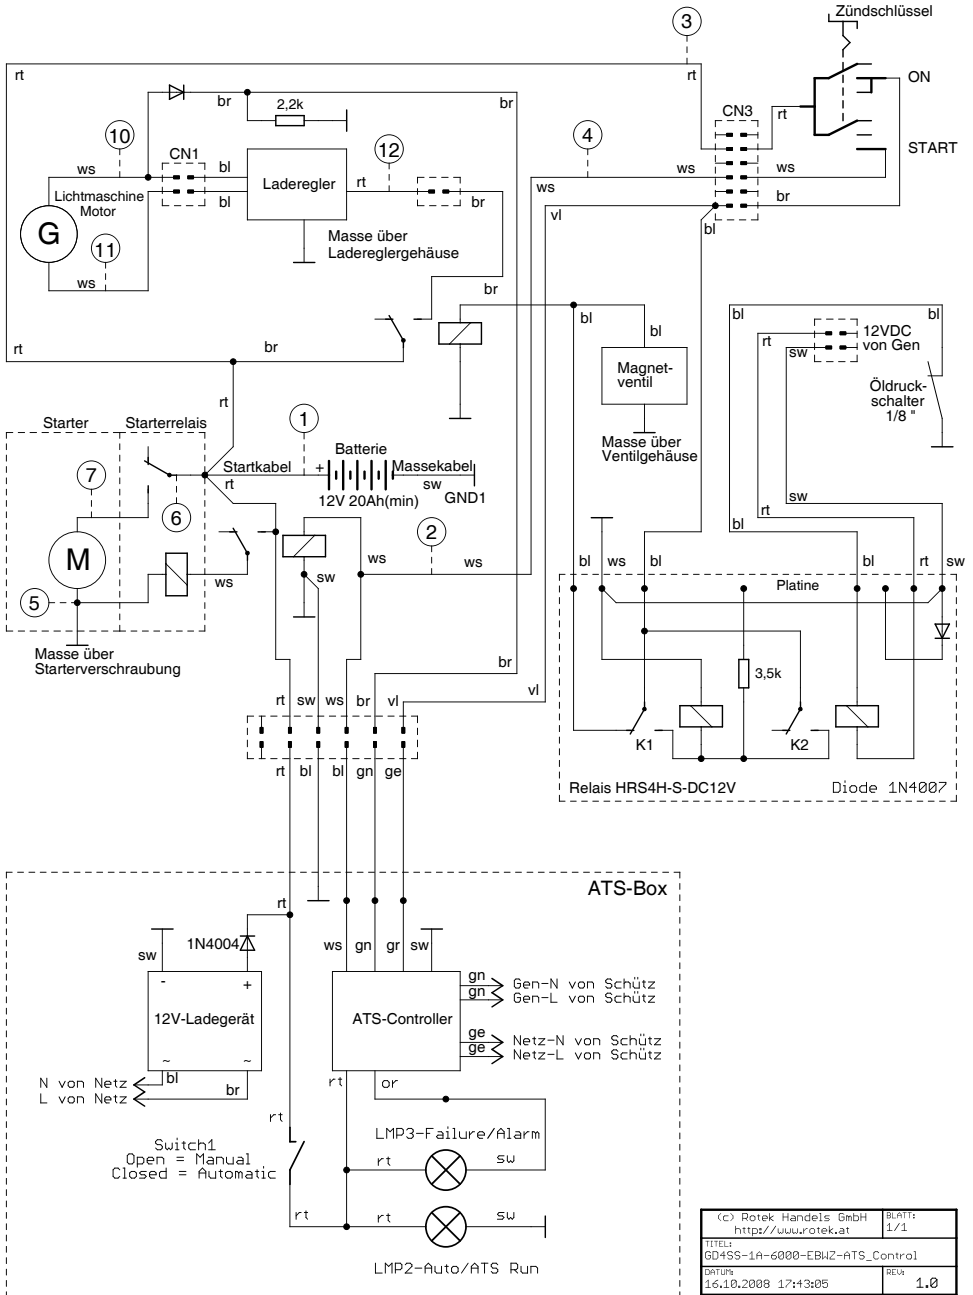 Zündschlüssel
3
rt
rt
ON
br
2,2k
br
CN3
rt
10
CN1
12
4
START
ws
bl
Laderegler
rt
ws
ws
ws
Lichtmaschine
Motor
bl
br
vl
br
G
11
Masse über
Ladereglergehäuse
bl
ws
br
bl
bl
bl
bl
rt
12VDC
von Gen
sw
rt
br
Magnet-
ventil
Öldruck-
schalter
1/8 "
rt
Starter
Starterrelais
1
Masse über
Ventilgehäuse
7
Startkabel
+
Batterie
Massekabel
sw
GND1
12V 20Ah(min)
rt
sw
6
2
rt
bl
M
ws
ws
ws
sw
bl
ws
bl
bl
rt
sw
5
Platine
Masse über
Starterverschraubung
br
3,5k
vl
rt
sw
ws
br
vl
K1
K2
rt
bl
bl
gn
ge
Relais HRS4H-S-DC12V
Diode 1N4007
ATS-Box
rt
1N4004
sw
ws
gn
gr
sw
-
+
gn
Gen-N von Schütz
gn
Gen-L von Schütz
12V-Ladegerät
ATS-Controller
ge
Netz-N von Schütz
ge
Netz-L von Schütz
~
~
bl
rt
or
N von Netz
L von Netz
br
rt
LMP3-Failure/Alarm
Switch1
Open = Manual
Closed = Automatic
rt
sw
rt
rt
sw
LMP2-Auto/ATS Run
(c) Rotek Handels GmbH
http://www.rotek.at
BLATT:
1/1
TITEL:
GD4SS-1A-6000-EBWZ-ATS_Control
DATUM:
16.10.2008 17:43:05
REV:
1.0